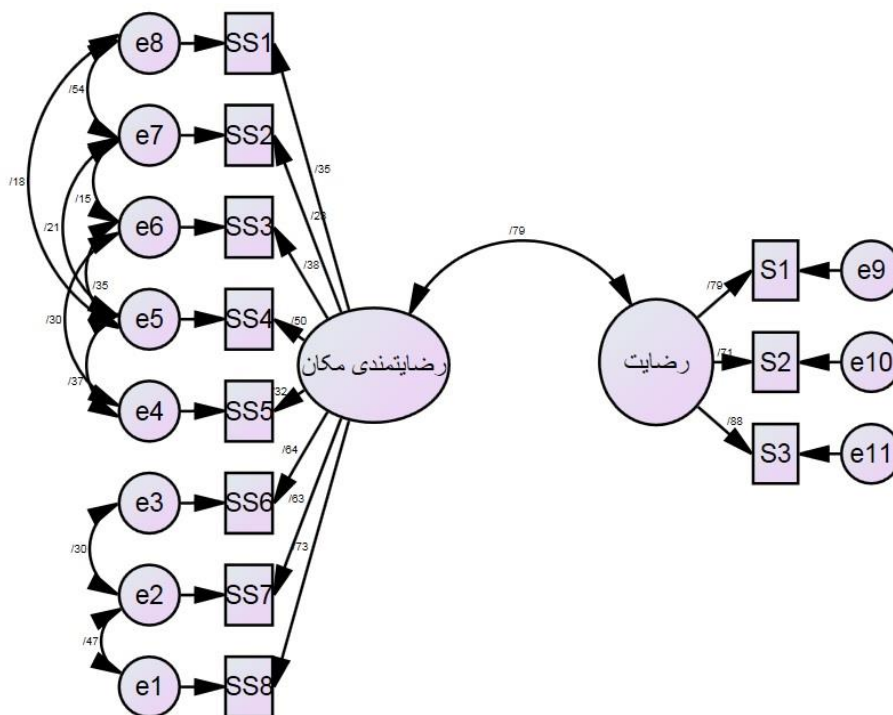 e8
SS1
/54
/35
e7
SS2
/18
/15
/21
e6
SS3
/38
/79
/35
e5
SS4
/50
/30
/37
e4
SS5
/32
رضایتمندی مکان
رضایت
/79
S1
e9
/71
S2
e10
/88
S3
e11
/64
e3
SS6
/63
/30
/73
e2
SS7
/47
e1
SS8